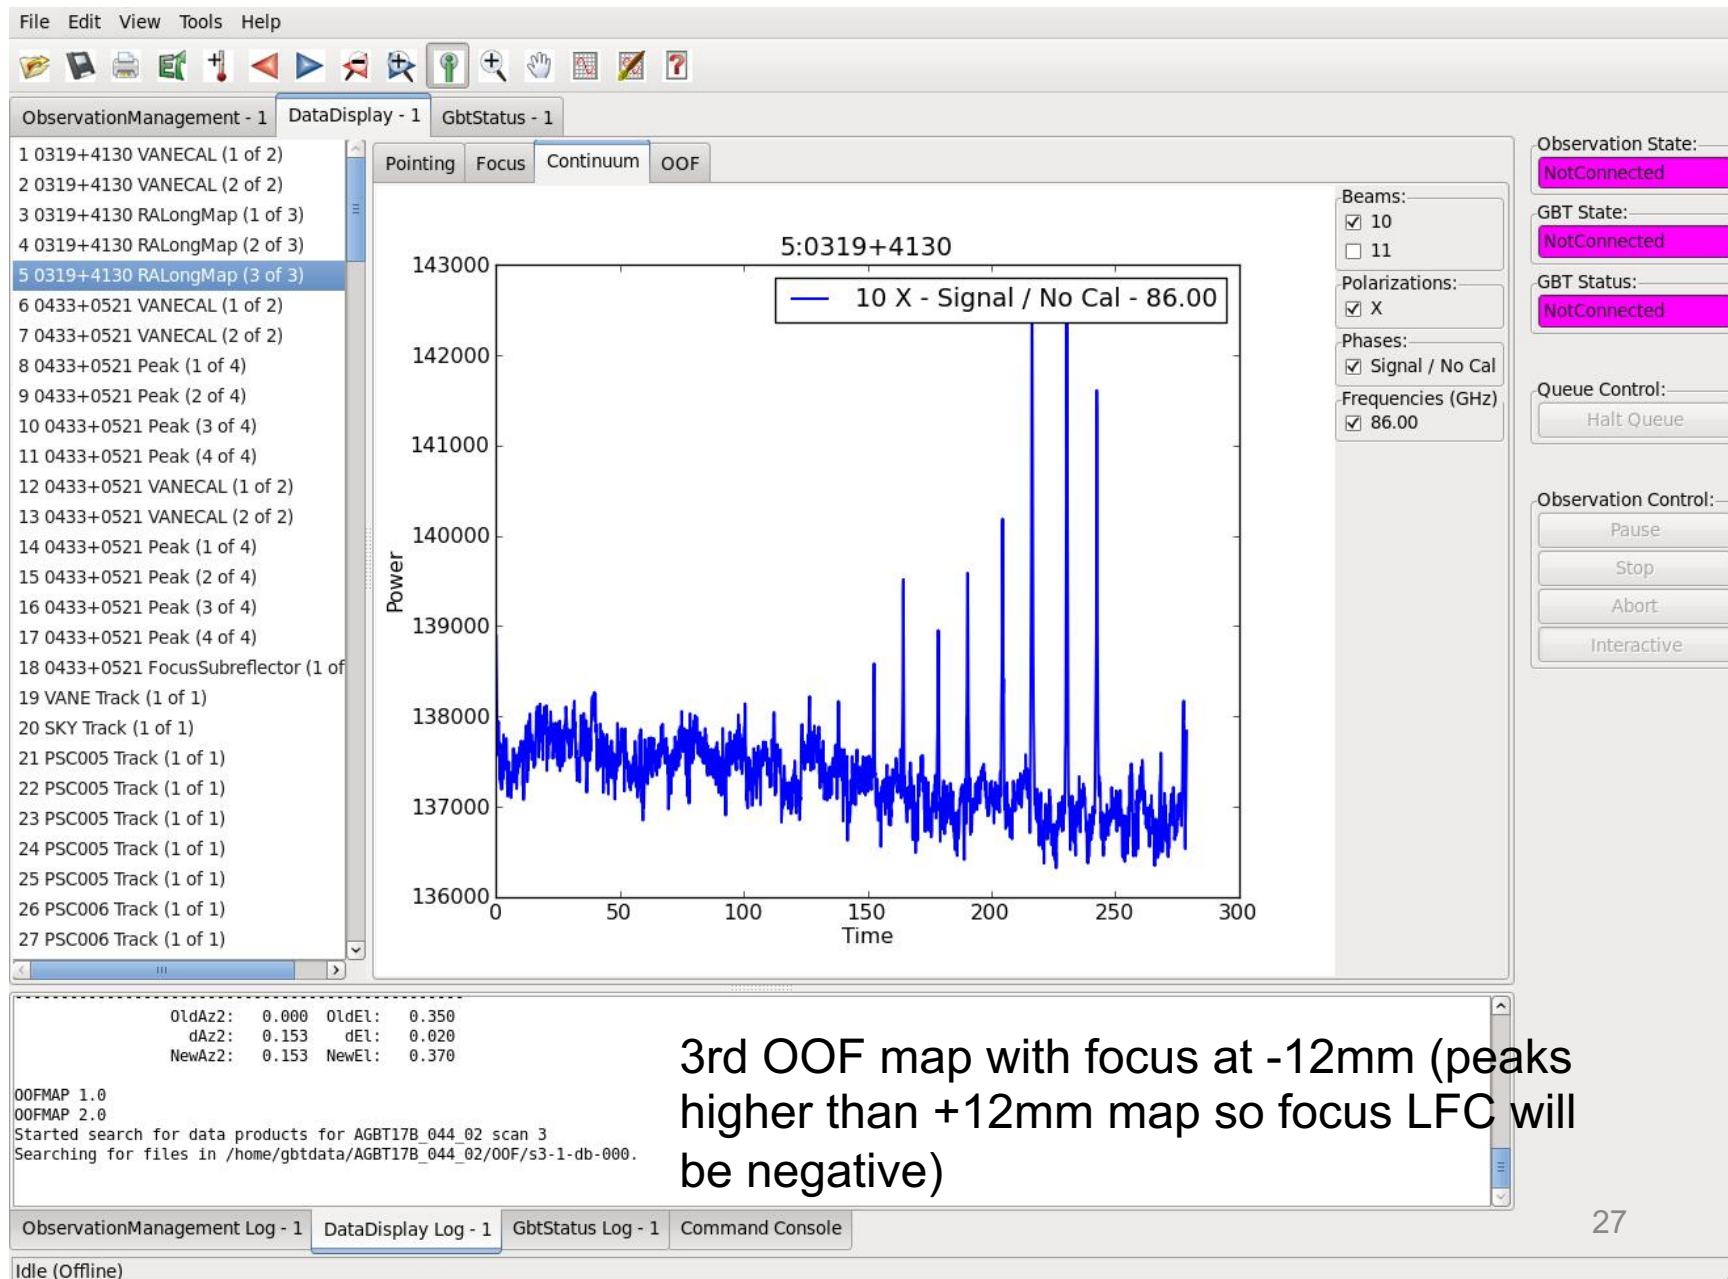 File Edit View Tools Help
ObservationManagement - 1 DataDisplay - 1 GbtStatus - 1
1 0319+4130 VANECAL (1 of 2)
2 0319+4130 VANECAL (2 of 2)
3 0319+4130 RALongMap (1 of 3)
4 0319+4130 RALongMap (2 of 3)
5 0319+4130 RALongMap (3 of 3)
6 0433+0521 VANECAL (1 of 2)
7 0433+0521 VANECAL (2 of 2)
8 0433+0521 Peak (1 of 4)
9 0433+0521 Peak (2 of 4)
10 0433+0521 Peak (3 of 4)
11 0433+0521 Peak (4 of 4)
12 0433+0521 VANECAL (1 of 2)
13 0433+0521 VANECAL (2 of 2)
14 0433+0521 Peak (1 of 4)
15 0433+0521 Peak (2 of 4)
16 0433+0521 Peak (3 of 4)
17 0433+0521 Peak (4 of 4)
18 0433+0521 FocusSubreflector (1 of
19 VANE Track (1 of 1)
20 SKY Track (1 of 1)
21 PSC005 Track (1 of 1)
22 PSC005 Track (1 of 1)
23 PSC005 Track (1 of 1)
24 PSC005 Track (1 of 1)
25 PSC005 Track (1 of 1)
26 PSC006 Track (1 of 1)
27 PSC006 Track (1 of 1)
Pointing Focus Continuum OOF
5:0319+4130
10 X - Signal / No Cal - 86.00
143000
142000
141000
140000
139000
138000
137000
136000
Power
0 50 100 150 200 250 300
Time
Beams:
10
11
Polarizations:
X
Phases:
Signal / No Cal
Frequencies (GHz)
86.00
Observation State:
NotConnected
GBT State:
NotConnected
GBT Status:
NotConnected
Queue Control:
Halt Queue
Observation Control:
Pause
Stop
Abort
Interactive
OldAz2: 0.000 OldEl: 0.350
dAz2: 0.153 dEl: 0.020
NewAz2: 0.153 NewEl: 0.370
OOFMAP 1.0
OOFMAP 2.0
Started search for data products for AGBT17B_044_02 scan 3
Searching for files in /home/gbtdata/AGBT17B_044_02/OOF/s3-1-db-000.
3rd OOF map with focus at -12mm (peaks
higher than +12mm map so focus LFC will
be negative)
27
ObservationManagement Log - 1 DataDisplay Log - 1 GbtStatus Log - 1 Command Console
Idle (Offline)